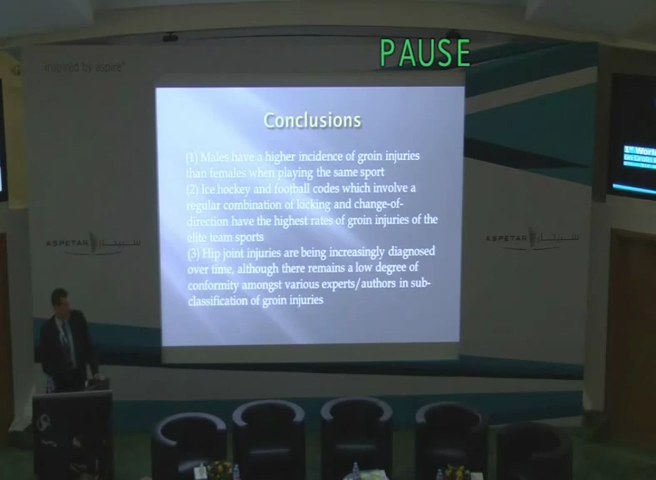 PAUSE
inspired by aspire
Conclusions
(1) Males have a higher incidence of groin injuries
than females when playing the same sport
(2) Ice hockey and football codes which involve a
regular combination of kicking and change-of-
direction have the highest rates of groin injuries of the
elite team sports
(3) Hip joint injuries are being increasingly diagnosed
over time, although there remains a low degree of
conformity amongst various experts/authors in sub-
classification of groin injuries
ASPETAR سبيتار
ASPETAR سبيتار
1st World